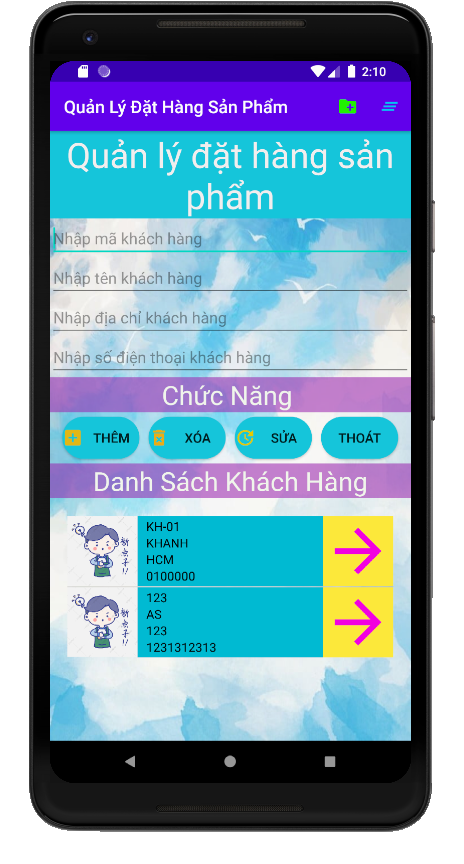 2:10
Quản Lý Đặt Hàng Sản Phẩm
Quản lý đặt hàng sản
phẩm
Nhập mã khách hàng
Nhập tên khách hàng
Nhập địa chỉ khách hàng
Nhập số điện thoại khách hàng
Chức Năng
THÊM XÓA SỬA THOÁT
Danh Sách Khách Hàng
KH-01
KHANH
HCM
0100000
123
AS
123
1231312313